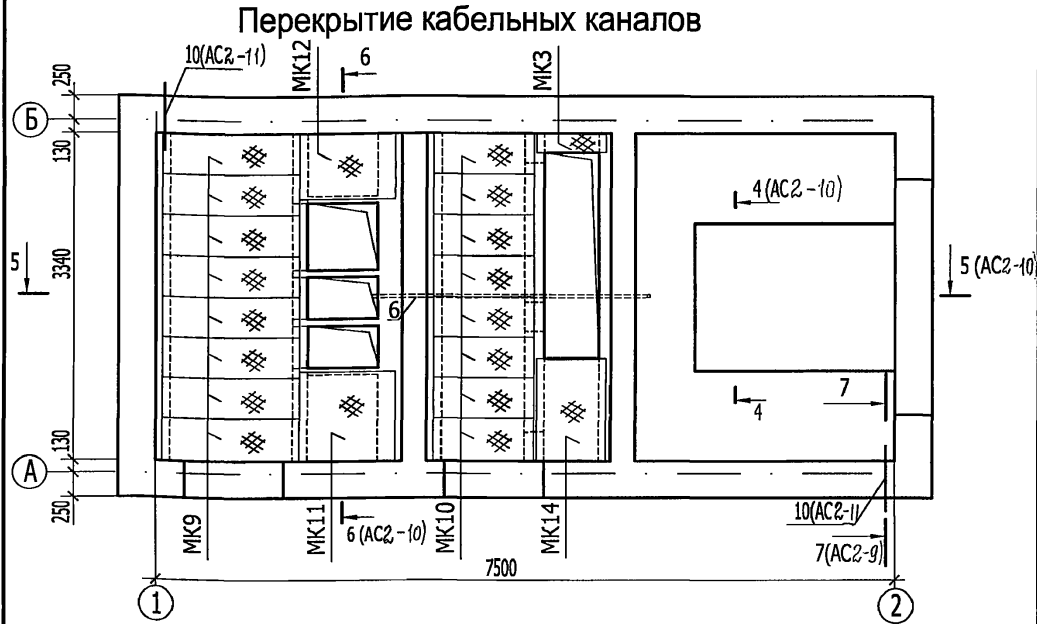 Перекрытие кабельных каналов
10(АС2-11)
МК12
6
МК3
250
Б
130
4(АС2-10)
5
3340
5 (АС2-10)
6
4
7
130
А
250
МК9
МК11
6 (АС2-10)
МК10
МК14
10(АС2-11
7(АС2-9)
7500
1
2